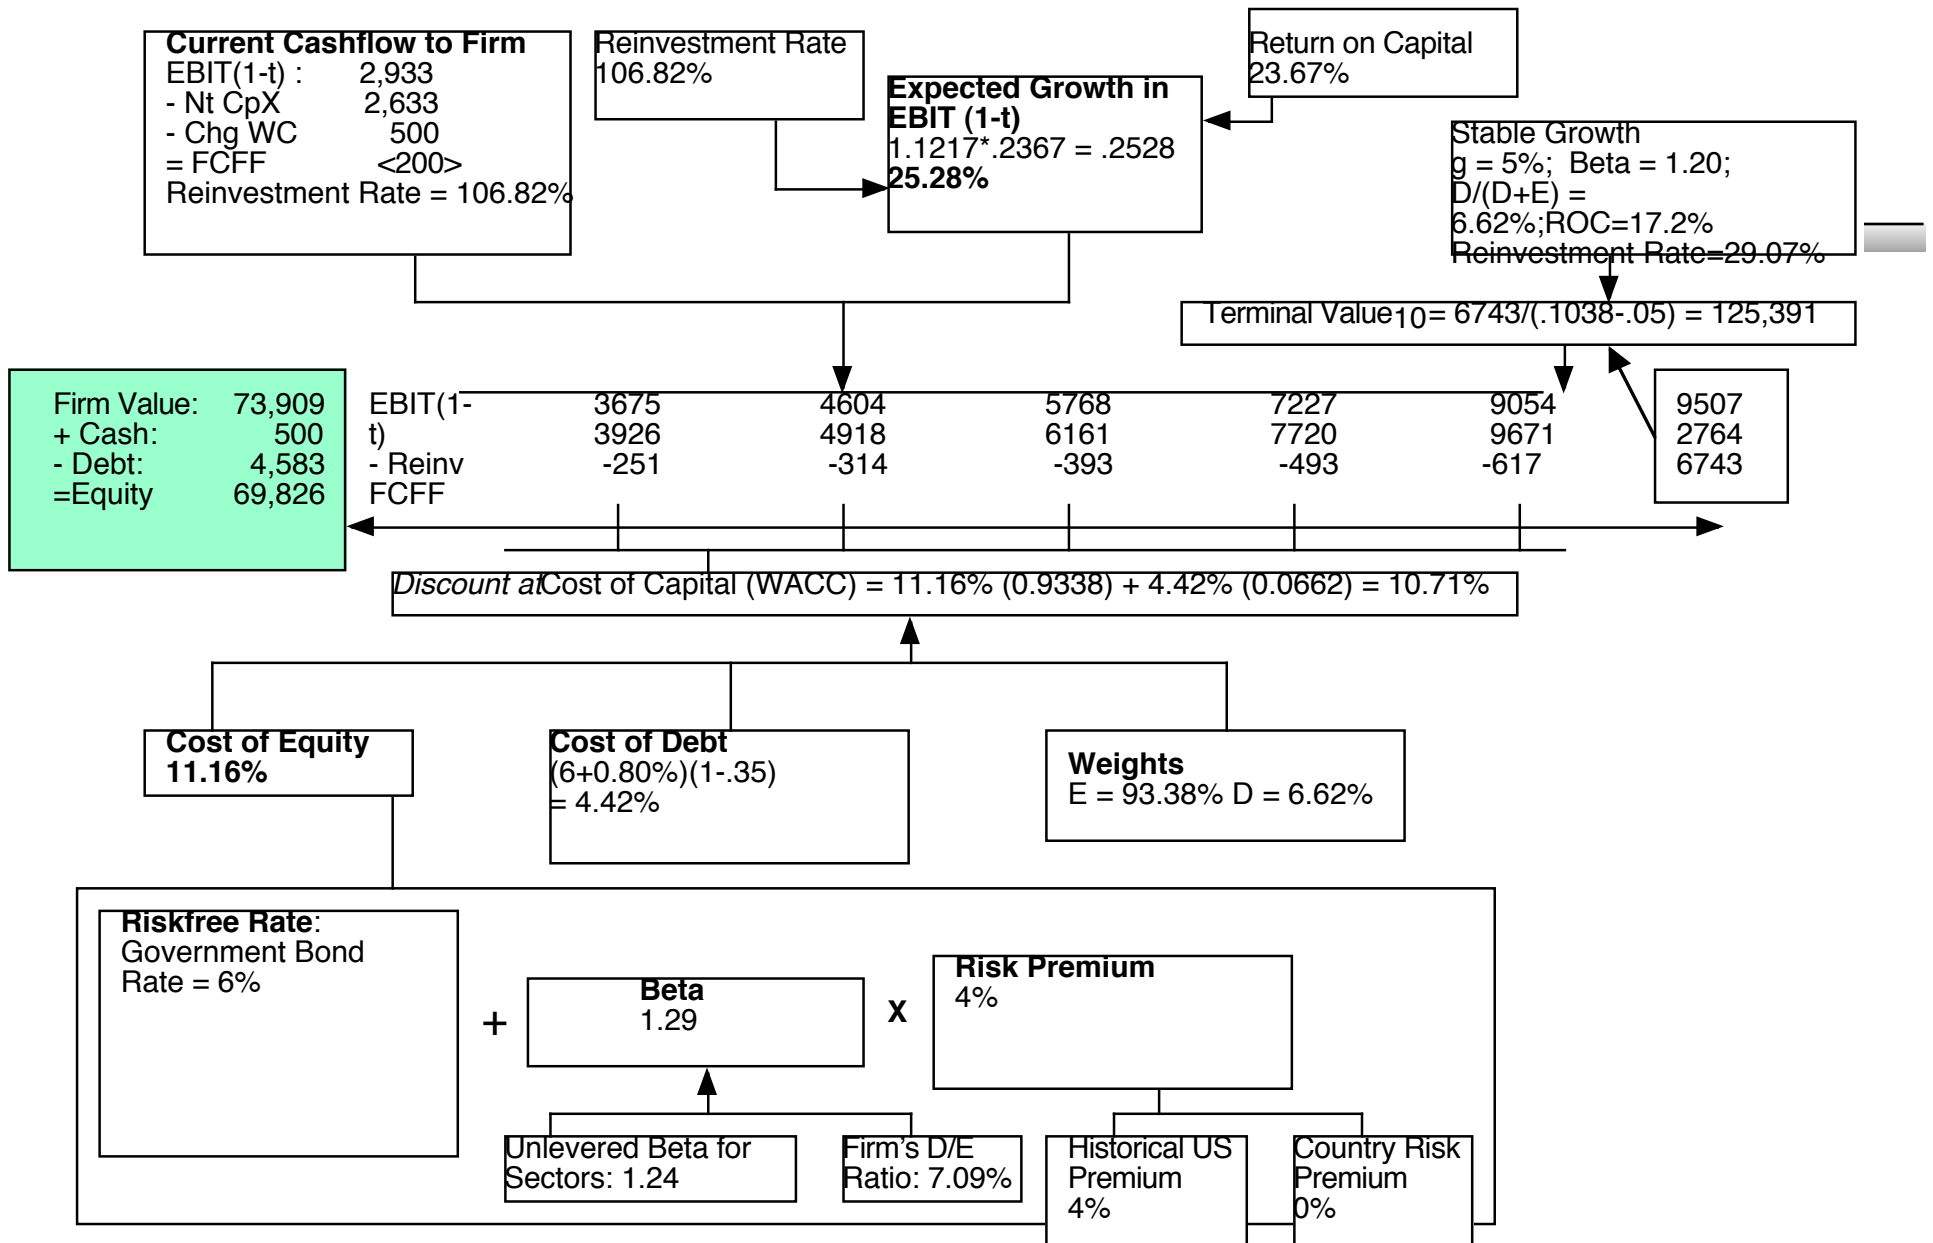 Current Cashflow to Firm
EBIT(1-t) : 2,933
- Nt CpX 2,633
- Chg WC 500
= FCFF <200>
Reinvestment Rate = 106.82%
Reinvestment Rate
106.82%
Expected Growth in
EBIT (1-t)
1.1217*.2367 = .2528
25.28%
Return on Capital
23.67%
Stable Growth
g = 5%; Beta = 1.20;
D/(D+E) =
6.62%;ROC=17.2%
Reinvestment Rate=29.07%
Terminal Value10= 6743/(.1038-.05) = 125,391
Firm Value: 73,909
+ Cash: 500
- Debt: 4,583
=Equity 69,826
EBIT(1-
t)
- Reinv
FCFF
3675 4604 5768 7227 9054
3926 4918 6161 7720 9671
-251 -314 -393 -493 -617
9507
2764
6743
Discount at Cost of Capital (WACC) = 11.16% (0.9338) + 4.42% (0.0662) = 10.71%
Cost of Equity
11.16%
Cost of Debt
(6+0.80%)(1-.35)
= 4.42%
Weights
E = 93.38% D = 6.62%
Riskfree Rate:
Government Bond
Rate = 6%
+
Beta
1.29
X
Risk Premium
4%
Unlevered Beta for
Sectors: 1.24
Firm’s D/E
Ratio: 7.09%
Historical US
Premium
4%
Country Risk
Premium
0%